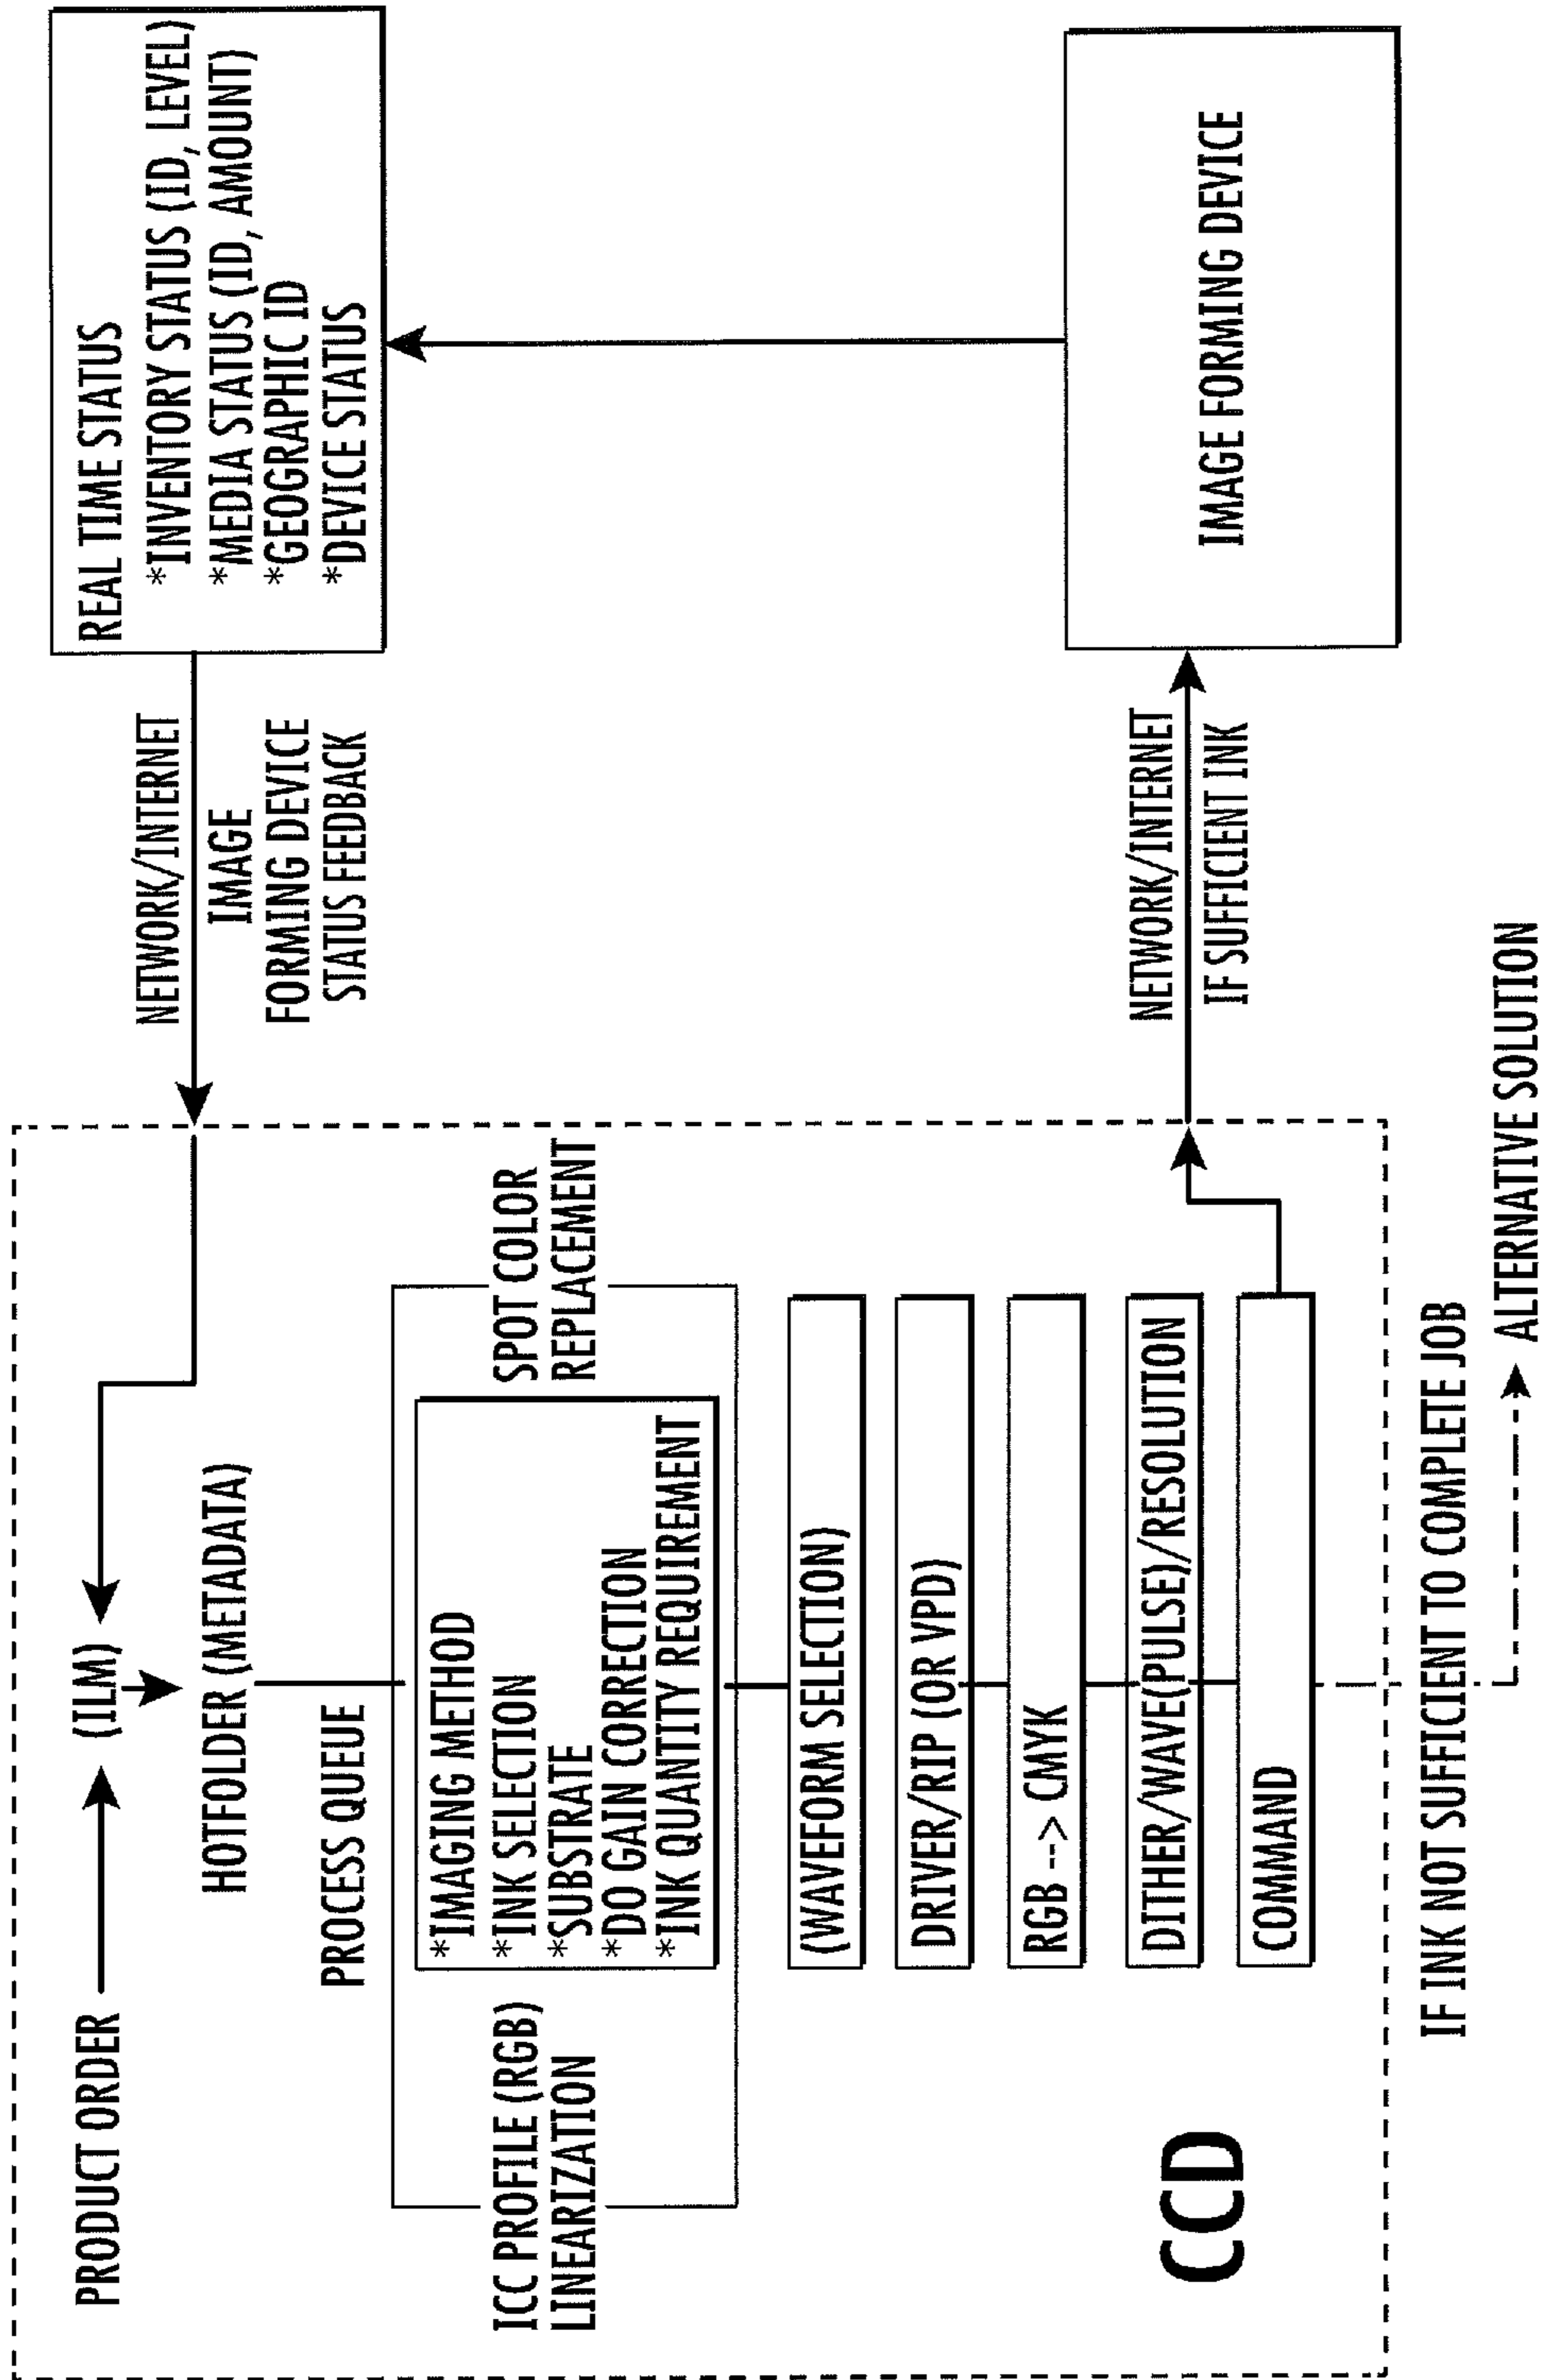 PRODUCT ORDER
(ILM)
HOTFOLDER (METADATA)
PROCESS QUEUE
ICC PROFILE (RGB)
LINEARIZATION
*IMAGING METHOD
*INK SELECTION
*SUBSTRATE
*DO GAIN CORRECTION
*INK QUANTITY REQUIREMENT
SPOT COLOR
REPLACEMENT
(WAVEFORM SELECTION)
DRIVER/RIP (OR VPD)
RGB --> CMYK
DITHER/WAVE(PULSE)/RESOLUTION
COMMAND
CCD
IF INK NOT SUFFICIENT TO COMPLETE JOB
ALTERNATIVE SOLUTION
NETWORK/INTERNET
IMAGE
FORMING DEVICE
STATUS FEEDBACK
NETWORK/INTERNET
IF SUFFICIENT INK
REAL TIME STATUS
*INVENTORY STATUS (ID, LEVEL)
*MEDIA STATUS (ID, AMOUNT)
*GEOGRAPHIC ID
*DEVICE STATUS
IMAGE FORMING DEVICE